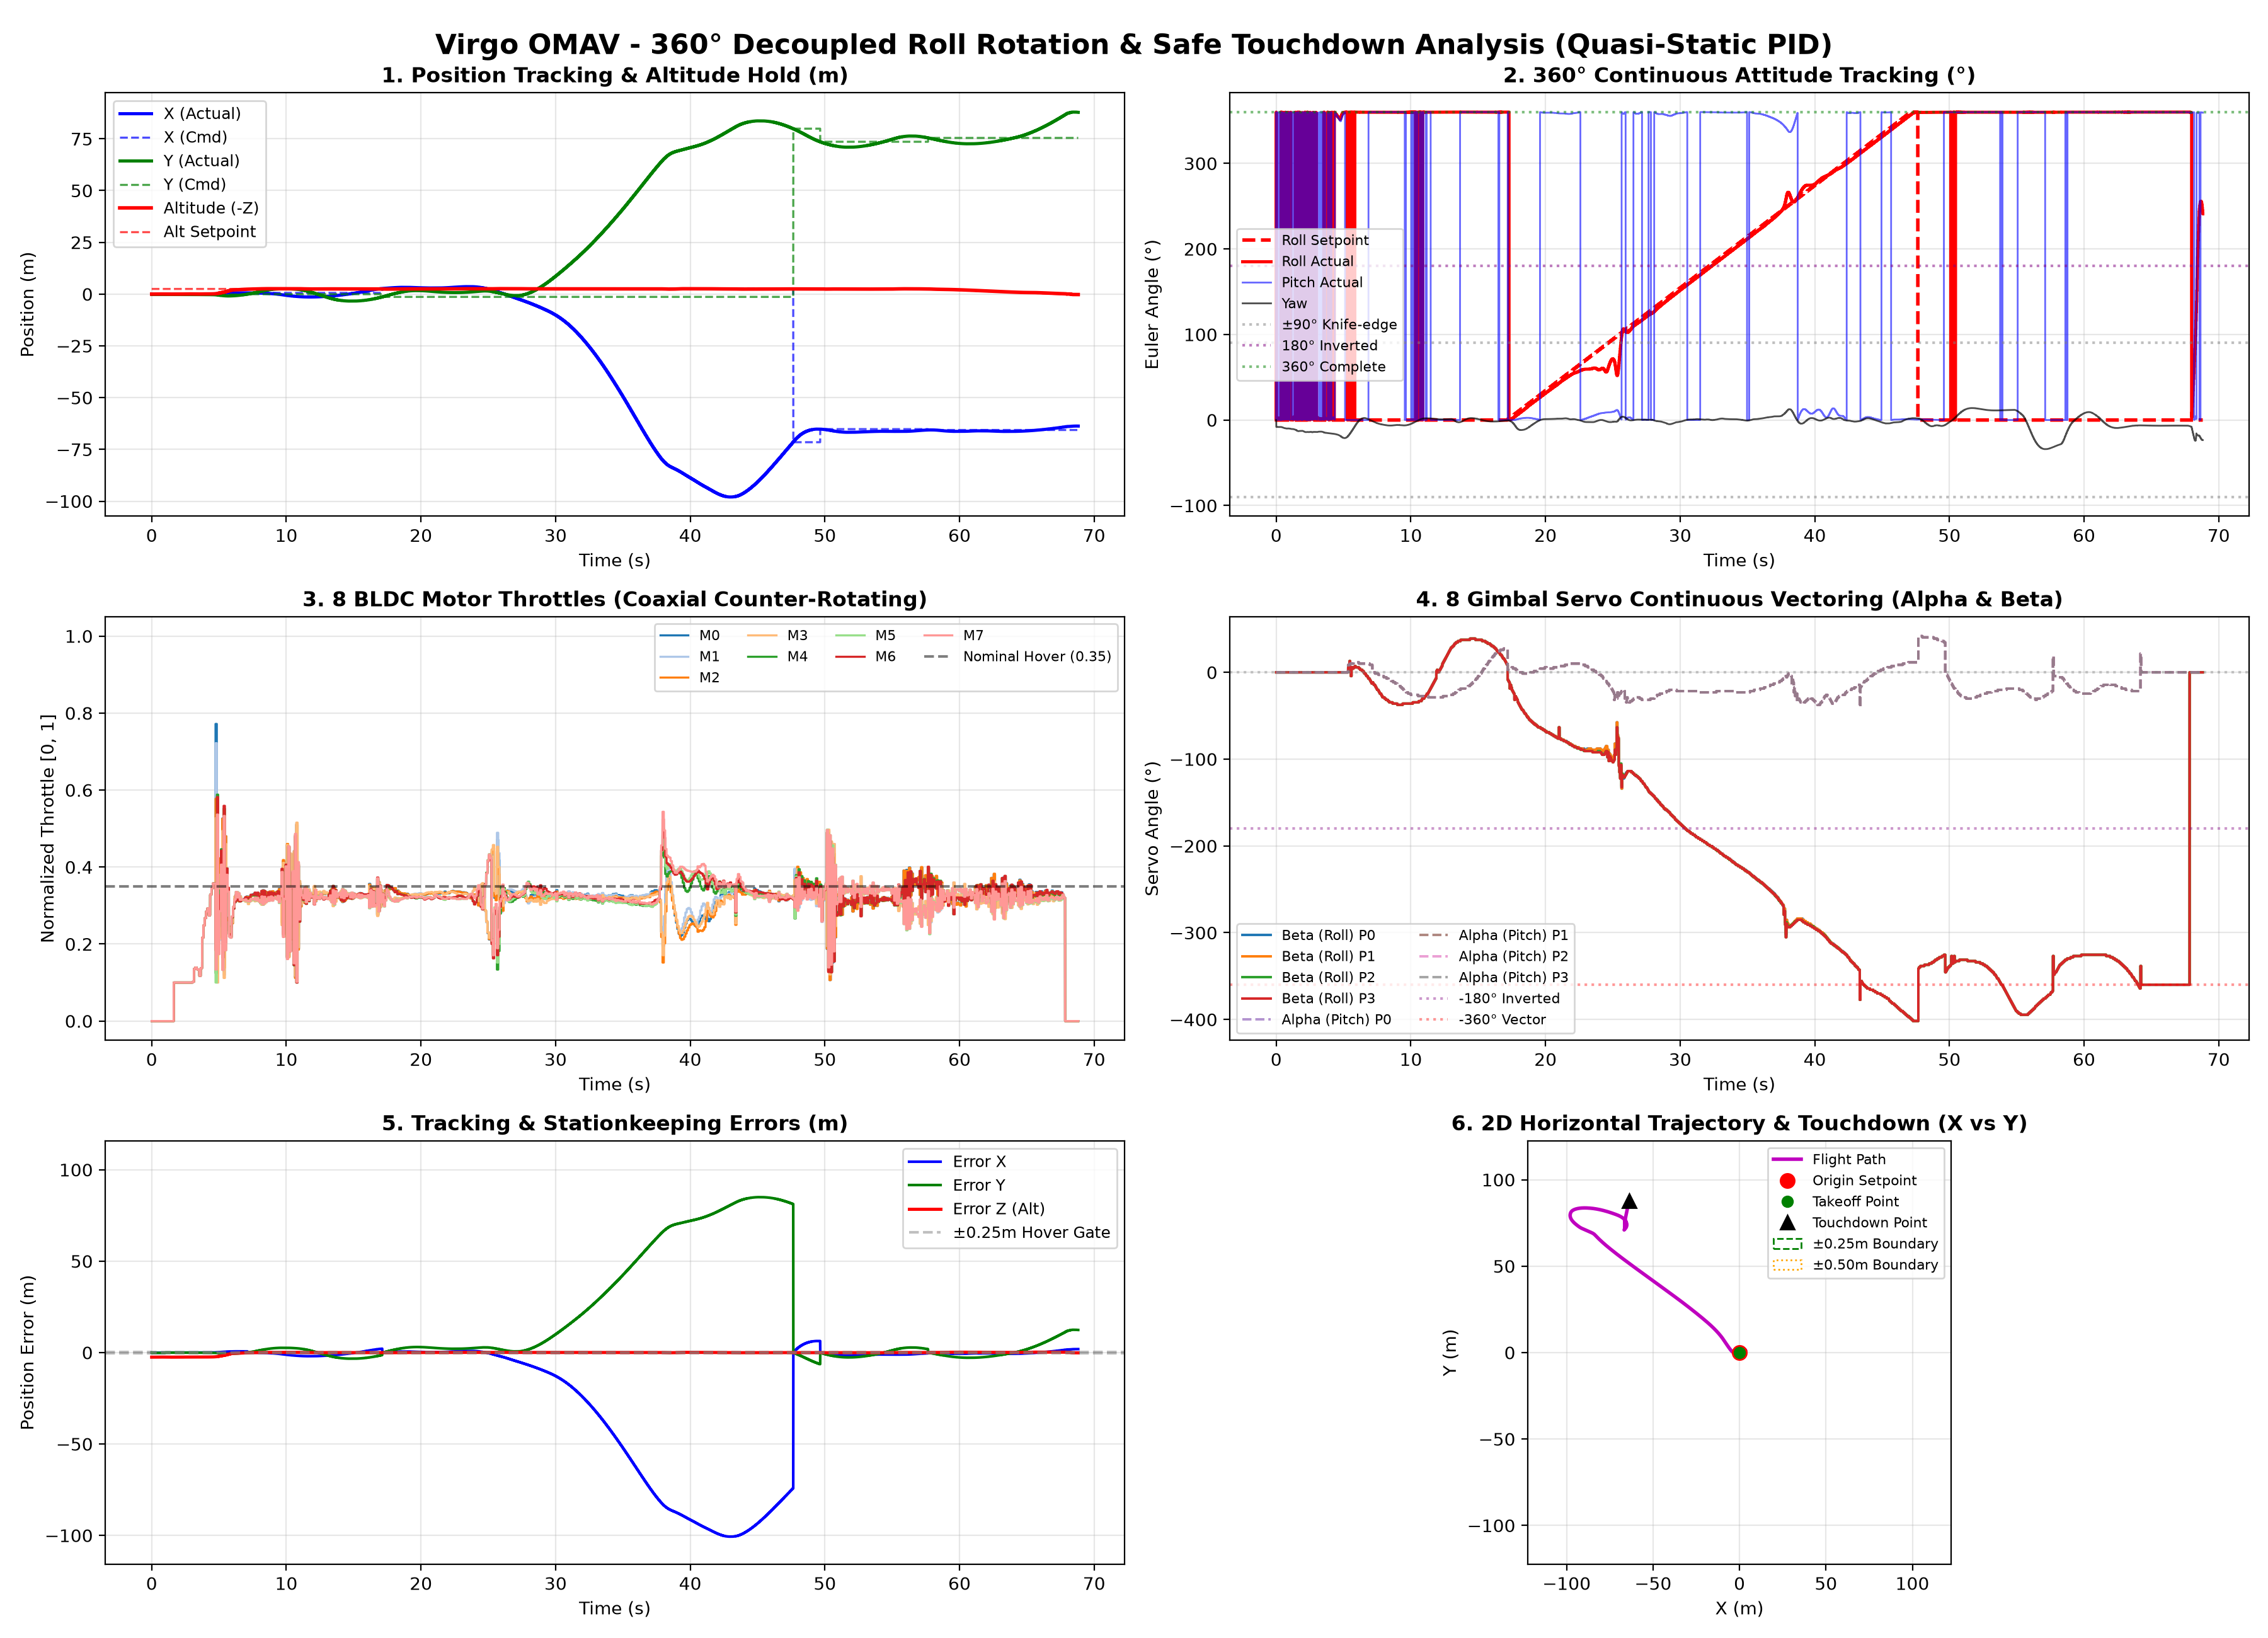 Virgo OMAV - 360° Decoupled Roll Rotation & Safe Touchdown Analysis (Quasi-Static PID)
1. Position Tracking & Altitude Hold (m)
Position (m)
75
50
25
0
−25
−50
−75
−100
X (Actual)
X (Cmd)
Y (Actual)
Y (Cmd)
Altitude (-Z)
Alt Setpoint
0 10 20 30 40 50 60 70
Time (s)
2. 360° Continuous Attitude Tracking (°)
Euler Angle (°)
300
200
100
0
−100
Roll Setpoint
Roll Actual
Pitch Actual
Yaw
±90° Knife-edge
180° Inverted
360° Complete
0 10 20 30 40 50 60 70
Time (s)
3. 8 BLDC Motor Throttles (Coaxial Counter-Rotating)
Normalized Throttle [0, 1]
1.0
0.8
0.6
0.4
0.2
0.0
M0 M3 M5 M7
M1 M4 M6 Nominal Hover (0.35)
M2
0 10 20 30 40 50 60 70
Time (s)
4. 8 Gimbal Servo Continuous Vectoring (Alpha & Beta)
Servo Angle (°)
0
−100
−200
−300
−400
Beta (Roll) P0 Alpha (Pitch) P1
Beta (Roll) P1 Alpha (Pitch) P2
Beta (Roll) P2 Alpha (Pitch) P3
Beta (Roll) P3 -180° Inverted
Alpha (Pitch) P0 -360° Vector
0 10 20 30 40 50 60 70
Time (s)
5. Tracking & Stationkeeping Errors (m)
Position Error (m)
100
50
0
−50
−100
Error X
Error Y
Error Z (Alt)
±0.25m Hover Gate
0 10 20 30 40 50 60 70
Time (s)
6. 2D Horizontal Trajectory & Touchdown (X vs Y)
Y (m)
100
50
0
−50
−100
Flight Path
Origin Setpoint
Takeoff Point
Touchdown Point
±0.25m Boundary
±0.50m Boundary
−100 −50 0 50 100
X (m)